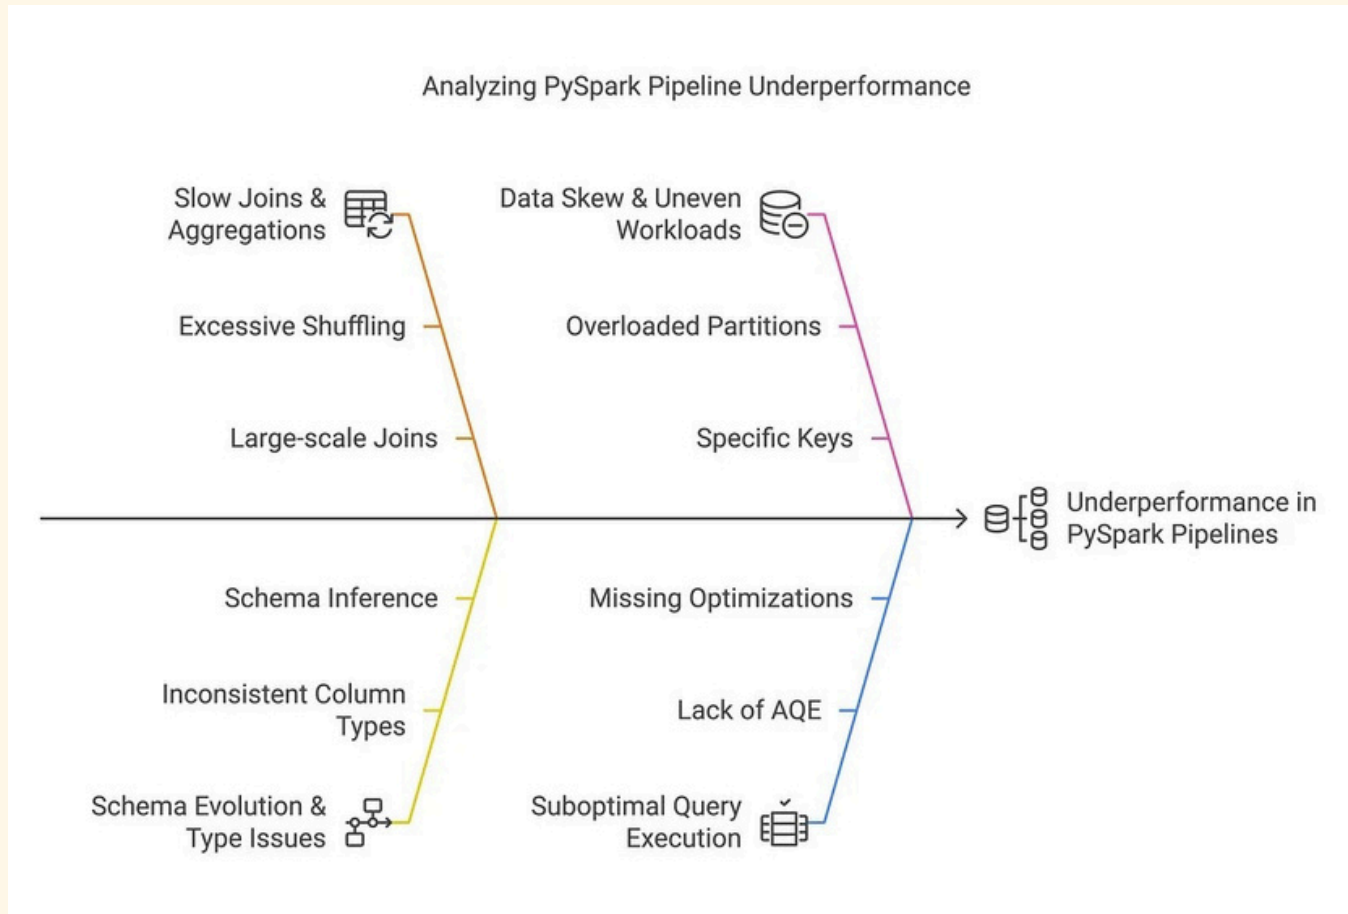 Analyzing PySpark Pipeline Underperformance
Slow Joins &
Aggregations
Excessive Shuffling
Large-scale Joins
Data Skew & Uneven
Workloads
Overloaded Partitions
Specific Keys
Underperformance in
PySpark Pipelines
Schema Inference
Inconsistent Column
Types
Schema Evolution &
Type Issues
Missing Optimizations
Lack of AQE
Suboptimal Query
Execution